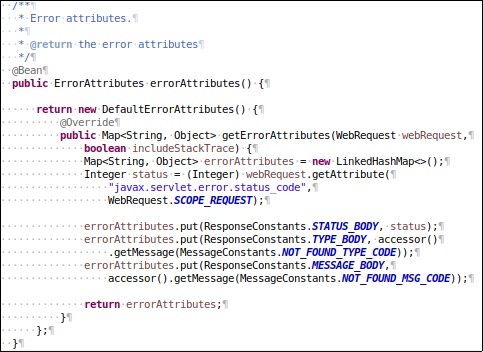 /**
 * Error attributes.
 *
 * @return the error attributes
 */
@Bean
public ErrorAttributes errorAttributes() {

    return new DefaultErrorAttributes() {
        @Override
        public Map<String, Object> getErrorAttributes(WebRequest webRequest,
            boolean includeStackTrace) {
            Map<String, Object> errorAttributes = new LinkedHashMap<>();
            Integer status = (Integer) webRequest.getAttribute(
                "javax.servlet.error.status_code",
                WebRequest.SCOPE_REQUEST);

            errorAttributes.put(ResponseConstants.STATUS_BODY, status);
            errorAttributes.put(ResponseConstants.TYPE_BODY, accessor()
                .getMessage(MessageConstants.NOT_FOUND_TYPE_CODE));
            errorAttributes.put(ResponseConstants.MESSAGE_BODY,
                accessor().getMessage(MessageConstants.NOT_FOUND_MSG_CODE));

            return errorAttributes;
        }
    };
}